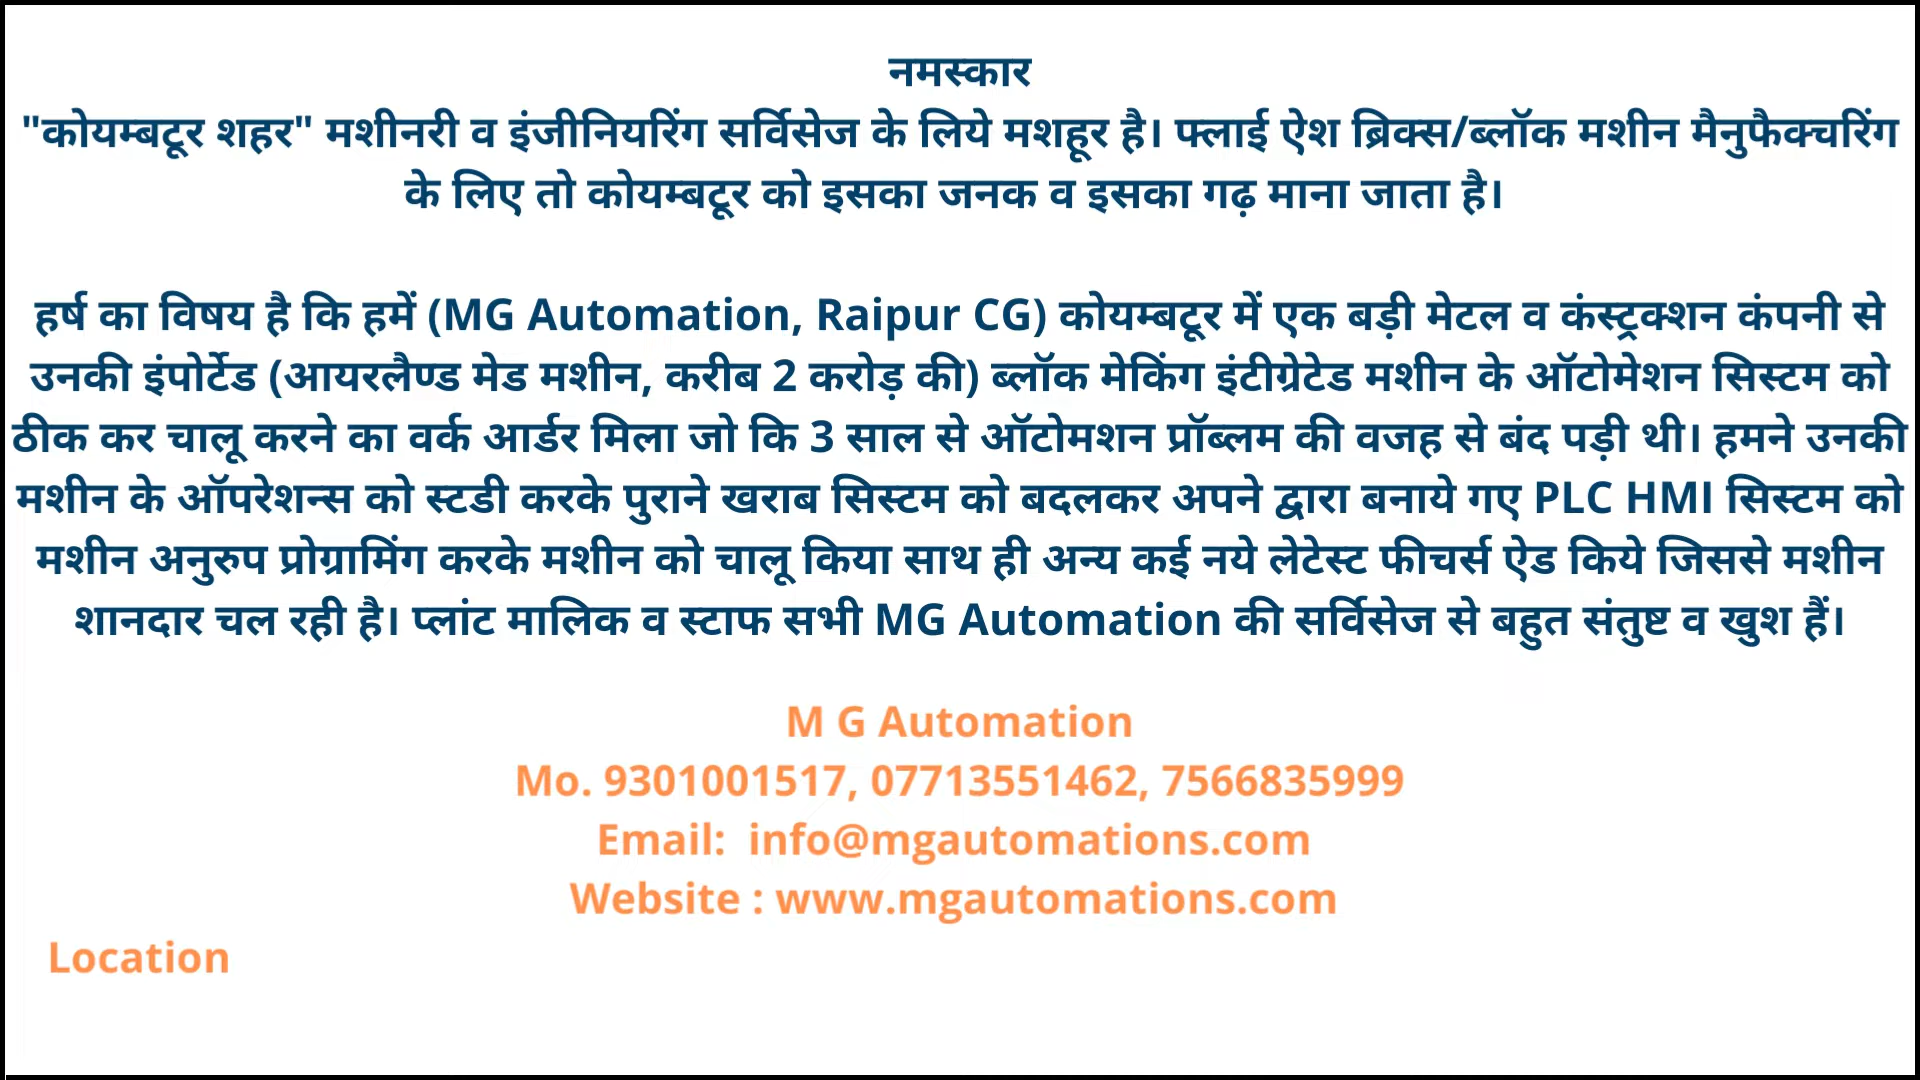 नमस्कार
"कोयम्बटूर शहर" मशीनरी व इंजीनियरिंग सर्विसेज के लिये मशहूर है। फ्लाई ऐश ब्रिक्स/ब्लॉक मशीन मैनुफैक्चरिंग
के लिए तो कोयम्बटूर को इसका जनक व इसका गढ़ माना जाता है।
हर्ष का विषय है कि हमें (MG Automation, Raipur CG) कोयम्बटूर में एक बड़ी मेटल व कंस्ट्रक्शन कंपनी से
उनकी इंपोर्टेड (आयरलैण्ड मेड मशीन, करीब 2 करोड़ की) ब्लॉक मेकिंग इंटीग्रेटेड मशीन के ऑटोमेशन सिस्टम को
ठीक कर चालू करने का वर्क आर्डर मिला जो कि 3 साल से ऑटोमशन प्रॉब्लम की वजह से बंद पड़ी थी। हमने उनकी
मशीन के ऑपरेशन्स को स्टडी करके पुराने खराब सिस्टम को बदलकर अपने द्वारा बनाये गए PLC HMI सिस्टम को
मशीन अनुरुप प्रोग्रामिंग करके मशीन को चालू किया साथ ही अन्य कई नये लेटेस्ट फीचर्स ऐड किये जिससे मशीन
शानदार चल रही है। प्लांट मालिक व स्टाफ सभी MG Automation की सर्विसेज से बहुत संतुष्ट व खुश हैं।
M G Automation
Mo. 9301001517, 07713551462, 7566835999
Email:  info@mgautomations.com
Website : www.mgautomations.com
Location